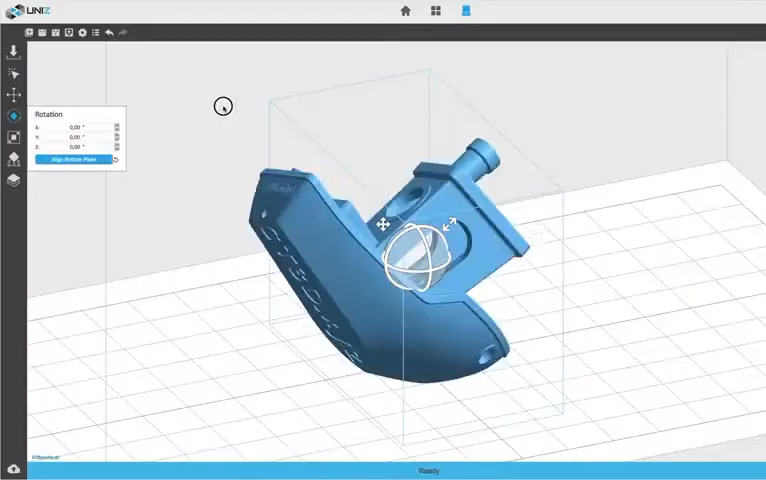 UNIZ
Rotation
X: 0,00 °
Y: 0,00 °
Z: 0,00 °
Align Bottom Plane
Ready